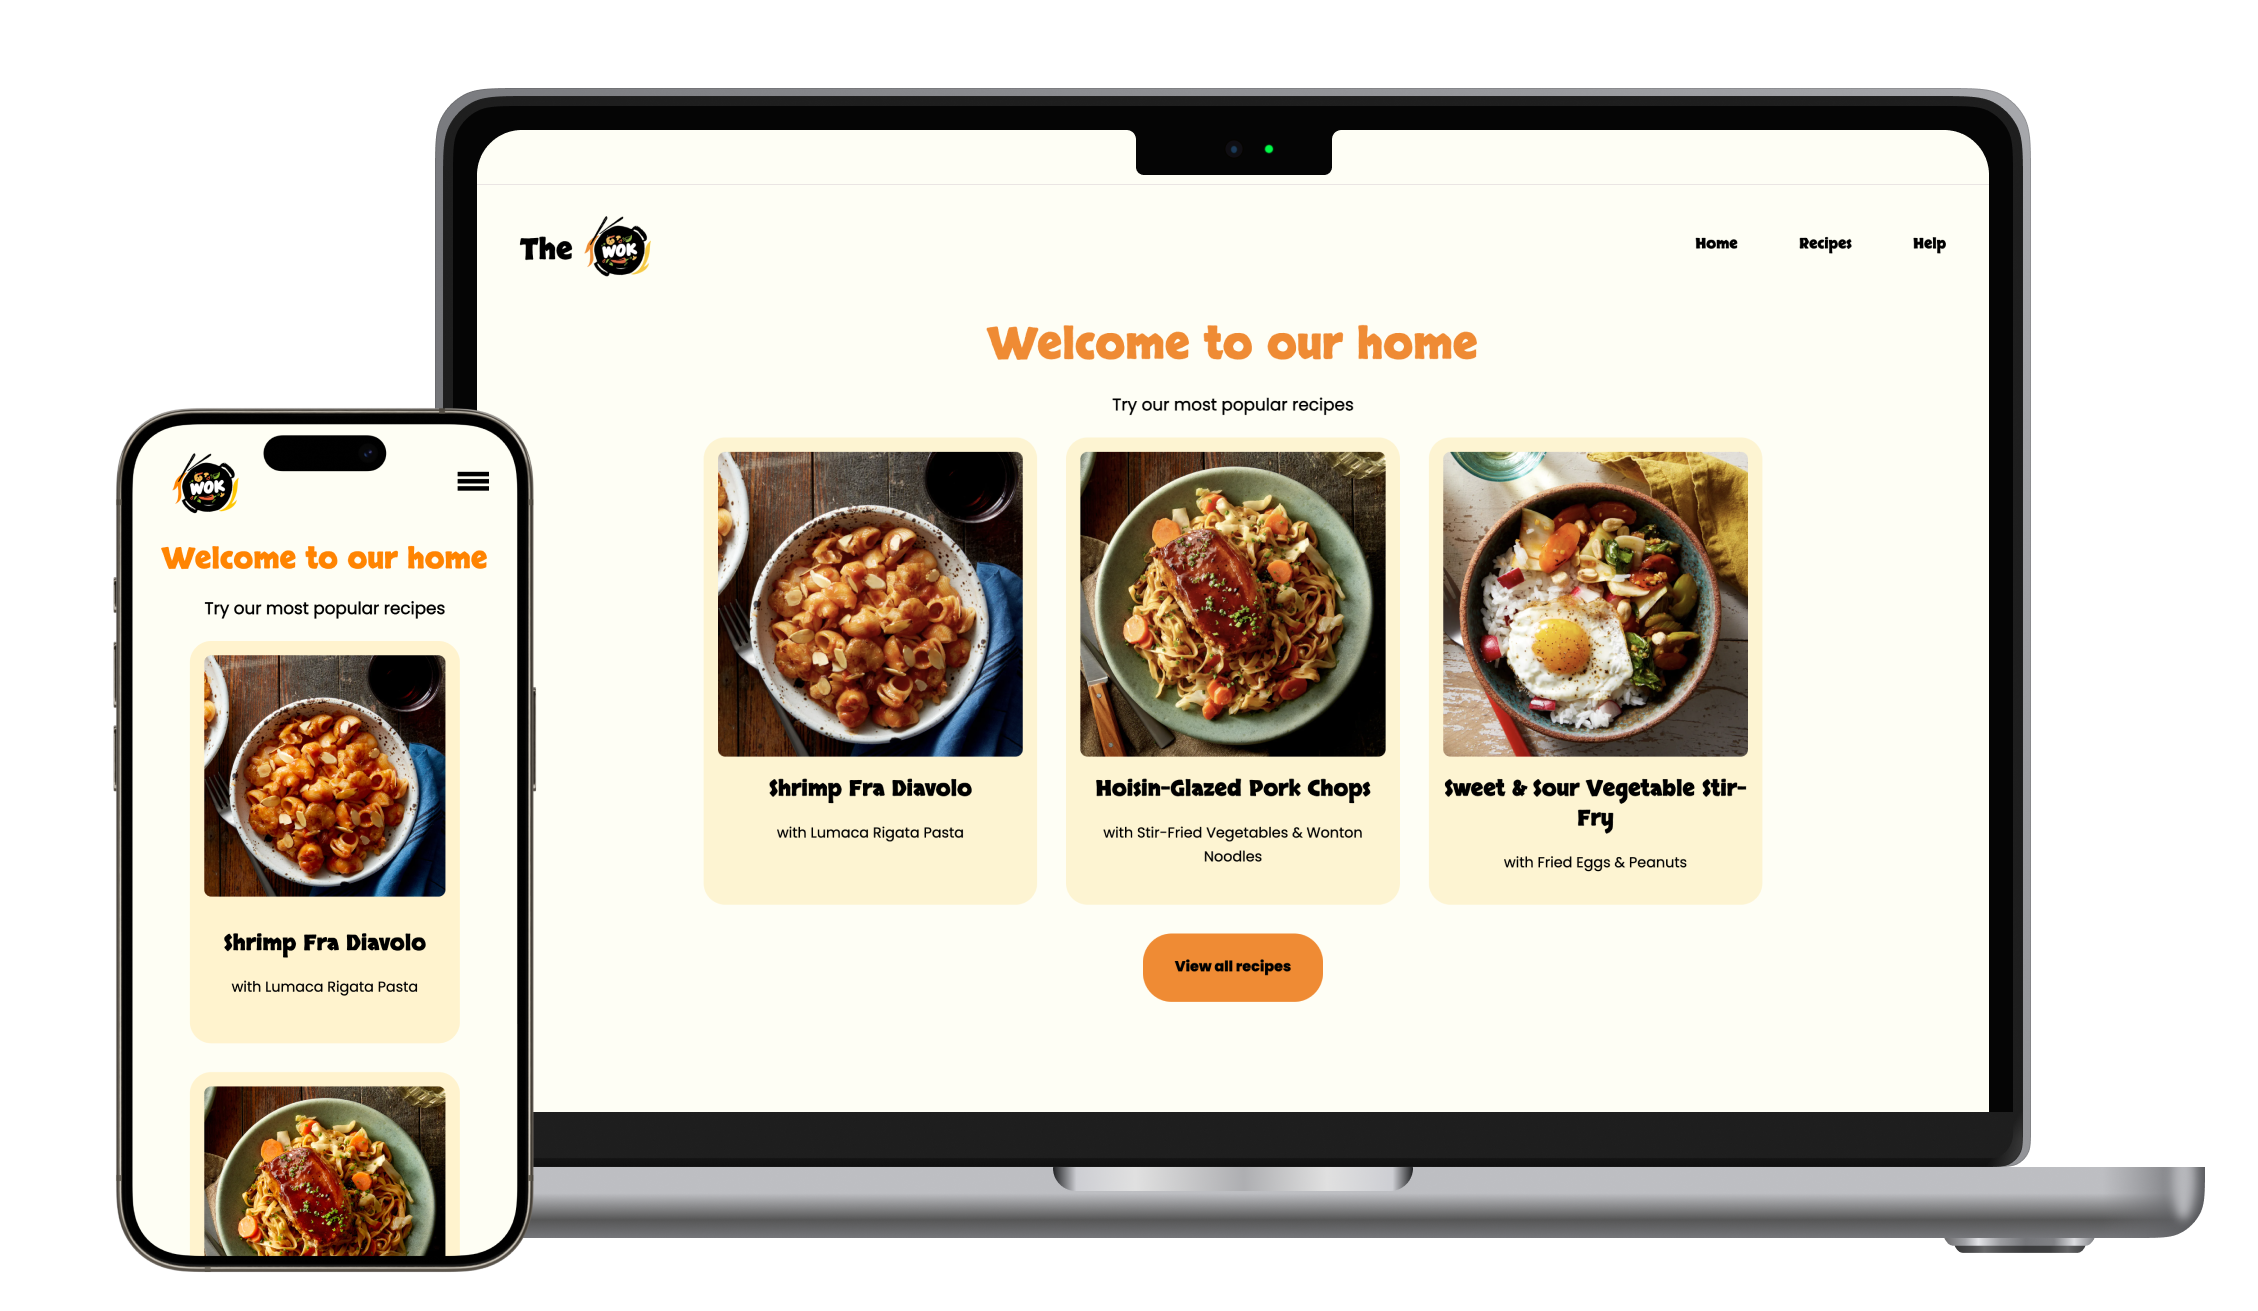 The WOK
Home
Recipes
Help
Welcome to our home
Try our most popular recipes
Shrimp Fra Diavolo
with Lumaca Rigata Pasta
Hoisin-Glazed Pork Chops
with Stir-Fried Vegetables & Wonton
Noodles
Sweet & Sour Vegetable Stir-
Fry
with Fried Eggs & Peanuts
View all recipes
WOK
Welcome to our home
Try our most popular recipes
Shrimp Fra Diavolo
with Lumaca Rigata Pasta